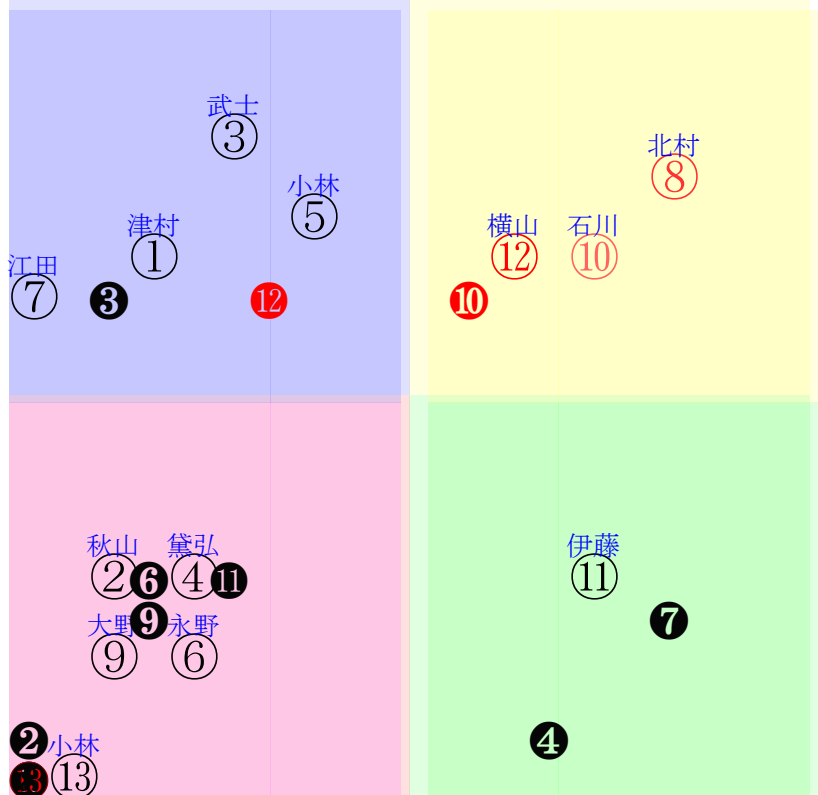 武士
③
小林
⑤
津村
①
江田
⑦
❸
⓬
北村
⑧
横山
⑫
石川
⑩
❿
秋山
②
❻
黛弘
④
⓫
大野
⑨
❾
永野
⑥
❷
小林
⑬
⓭
伊藤
⑪
❼
❹